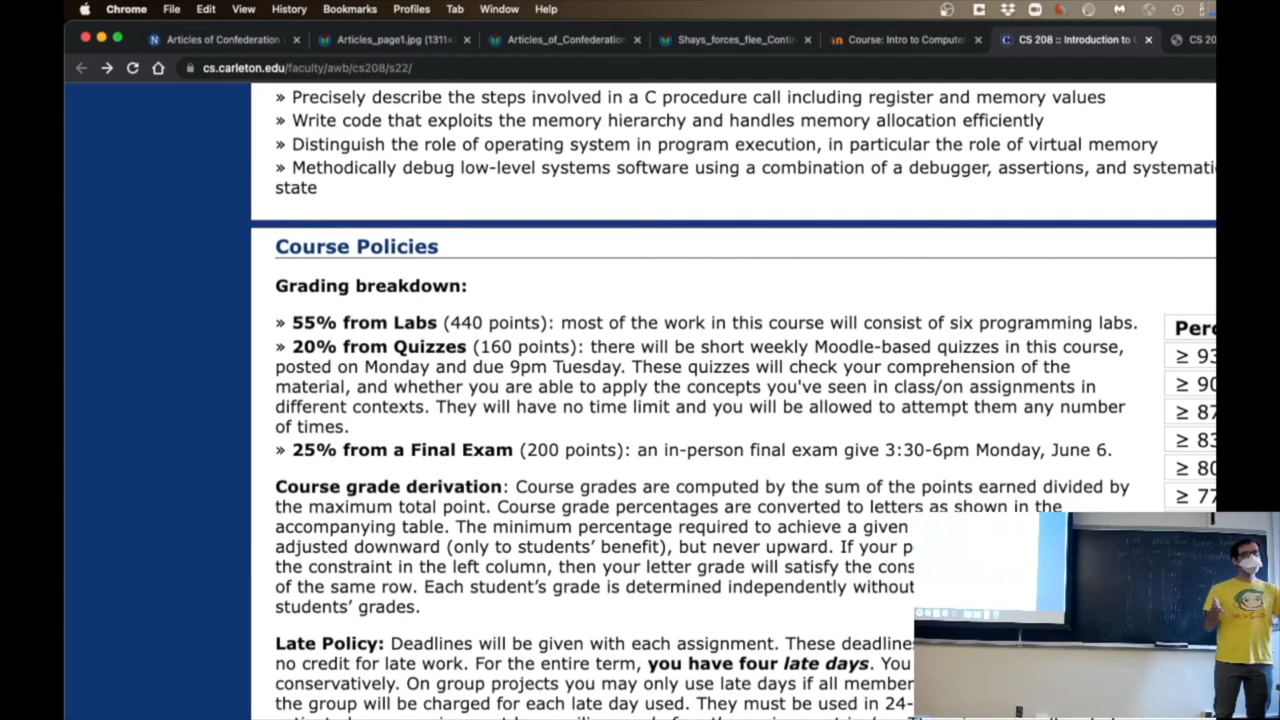 Chrome File Edit View History Bookmarks Profiles Tab Window Help
Articles of Confederation
Articles_page1.jpg (1311×
Articles_of_Confederation
Shays_forces_flee_Conti
Course: Intro to Compute
CS 208 :: Introduction to C
CS 20
cs.carleton.edu/faculty/awb/cs208/s22/
» Precisely describe the steps involved in a C procedure call including register and memory values
» Write code that exploits the memory hierarchy and handles memory allocation efficiently
» Distinguish the role of operating system in program execution, in particular the role of virtual memory
» Methodically debug low-level systems software using a combination of a debugger, assertions, and systemati
state
Course Policies
Grading breakdown:
» 55% from Labs (440 points): most of the work in this course will consist of six programming labs.
» 20% from Quizzes (160 points): there will be short weekly Moodle-based quizzes in this course,
posted on Monday and due 9pm Tuesday. These quizzes will check your comprehension of the
material, and whether you are able to apply the concepts you've seen in class/on assignments in
different contexts. They will have no time limit and you will be allowed to attempt them any number
of times.
» 25% from a Final Exam (200 points): an in-person final exam give 3:30-6pm Monday, June 6.
Perc
≥ 93
≥ 90
≥ 87
≥ 83
≥ 80
≥ 77
Course grade derivation: Course grades are computed by the sum of the points earned divided by
the maximum total point. Course grade percentages are converted to letters as shown in the
accompanying table. The minimum percentage required to achieve a given
adjusted downward (only to students’ benefit), but never upward. If your p
the constraint in the left column, then your letter grade will satisfy the cons
of the same row. Each student’s grade is determined independently without
students’ grades.
Late Policy: Deadlines will be given with each assignment. These deadlines
no credit for late work. For the entire term, you have four late days. You
conservatively. On group projects you may only use late days if all member
the group will be charged for each late day used. They must be used in 24-